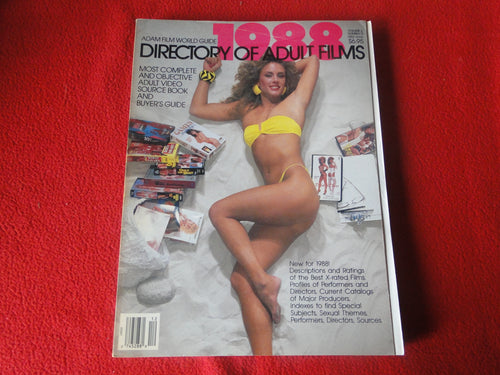 ADAM FILM WORLD GUIDE
1988
$6.95
DIRECTORY OF ADULT FILMS
MOST COMPLETE
AND OBJECTIVE
ADULT VIDEO
SOURCE BOOK
AND
BUYER'S GUIDE
New for 1988!
Descriptions and Ratings
of the Best X-rated Films,
Profiles of Performers and
Directors, Current Catalogs
of Major Producers,
Indexes to find Special
Subjects, Sexual Themes,
Performers, Directors, Sources.